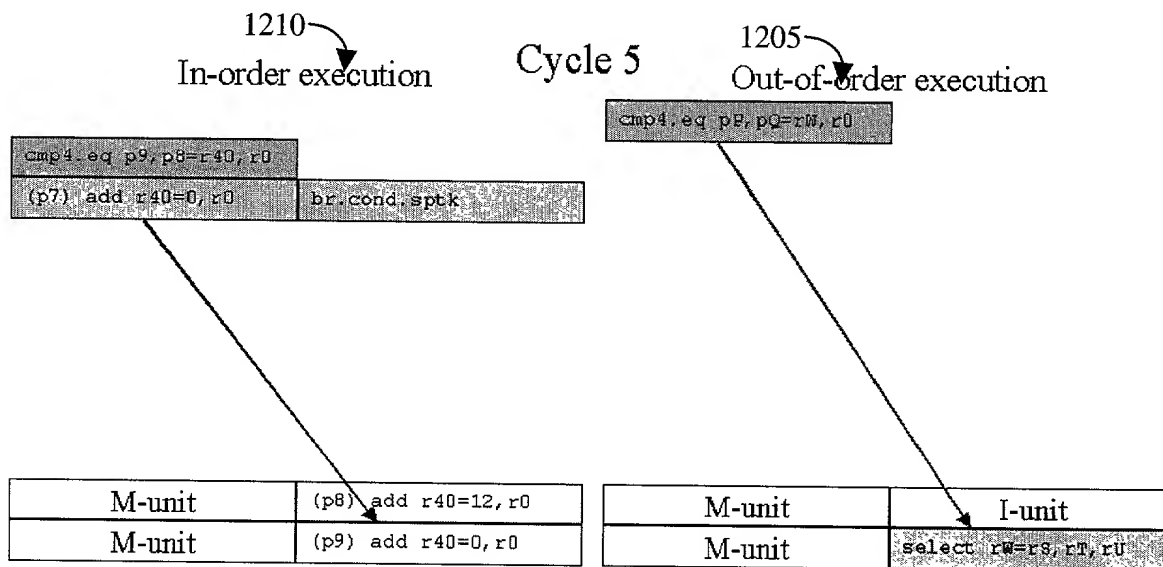 1210
In-order execution
Cycle 5
1205
Out-of-order execution
cmp4.eq p9,p8=r40,r0
(p7) add r40=0,r0
br.cond.sptk
cmp4.eq pP,pQ=rW,r0
M-unit
(p8) add r40=12,r0
M-unit
(p9) add r40=0,r0
M-unit
I-unit
M-unit
select rW=rS,rT,rU